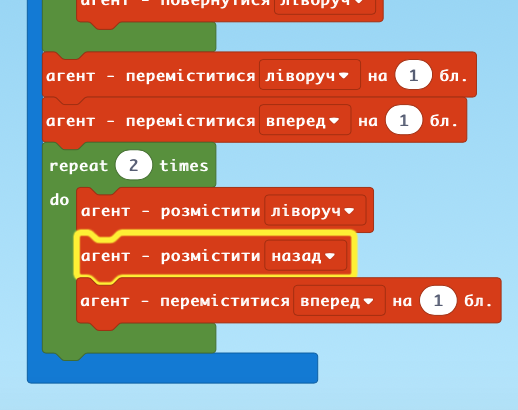 агент - повернутися ліворуч
агент - переміститися ліворуч на 1 бл.
агент - переміститися вперед на 1 бл.
repeat 2 times
do
агент - розмістити ліворуч
агент - розмістити назад
агент - переміститися вперед на 1 бл.